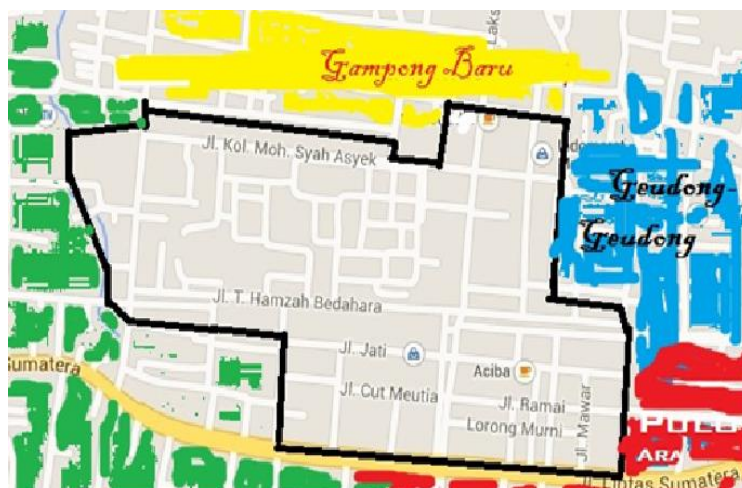 Gampong Baru
Jl. Kol. Moh. Syah Asyek
Geudong-
Geudong
Jl. T. Hamzah Bedahara
Jl. Jati
Sumatera
Aciba
Jl. Cut Meutia
Jl. Ramai
Lorong Murni
Jl. Mawar
ARA
Jl. Lintas Sumatera